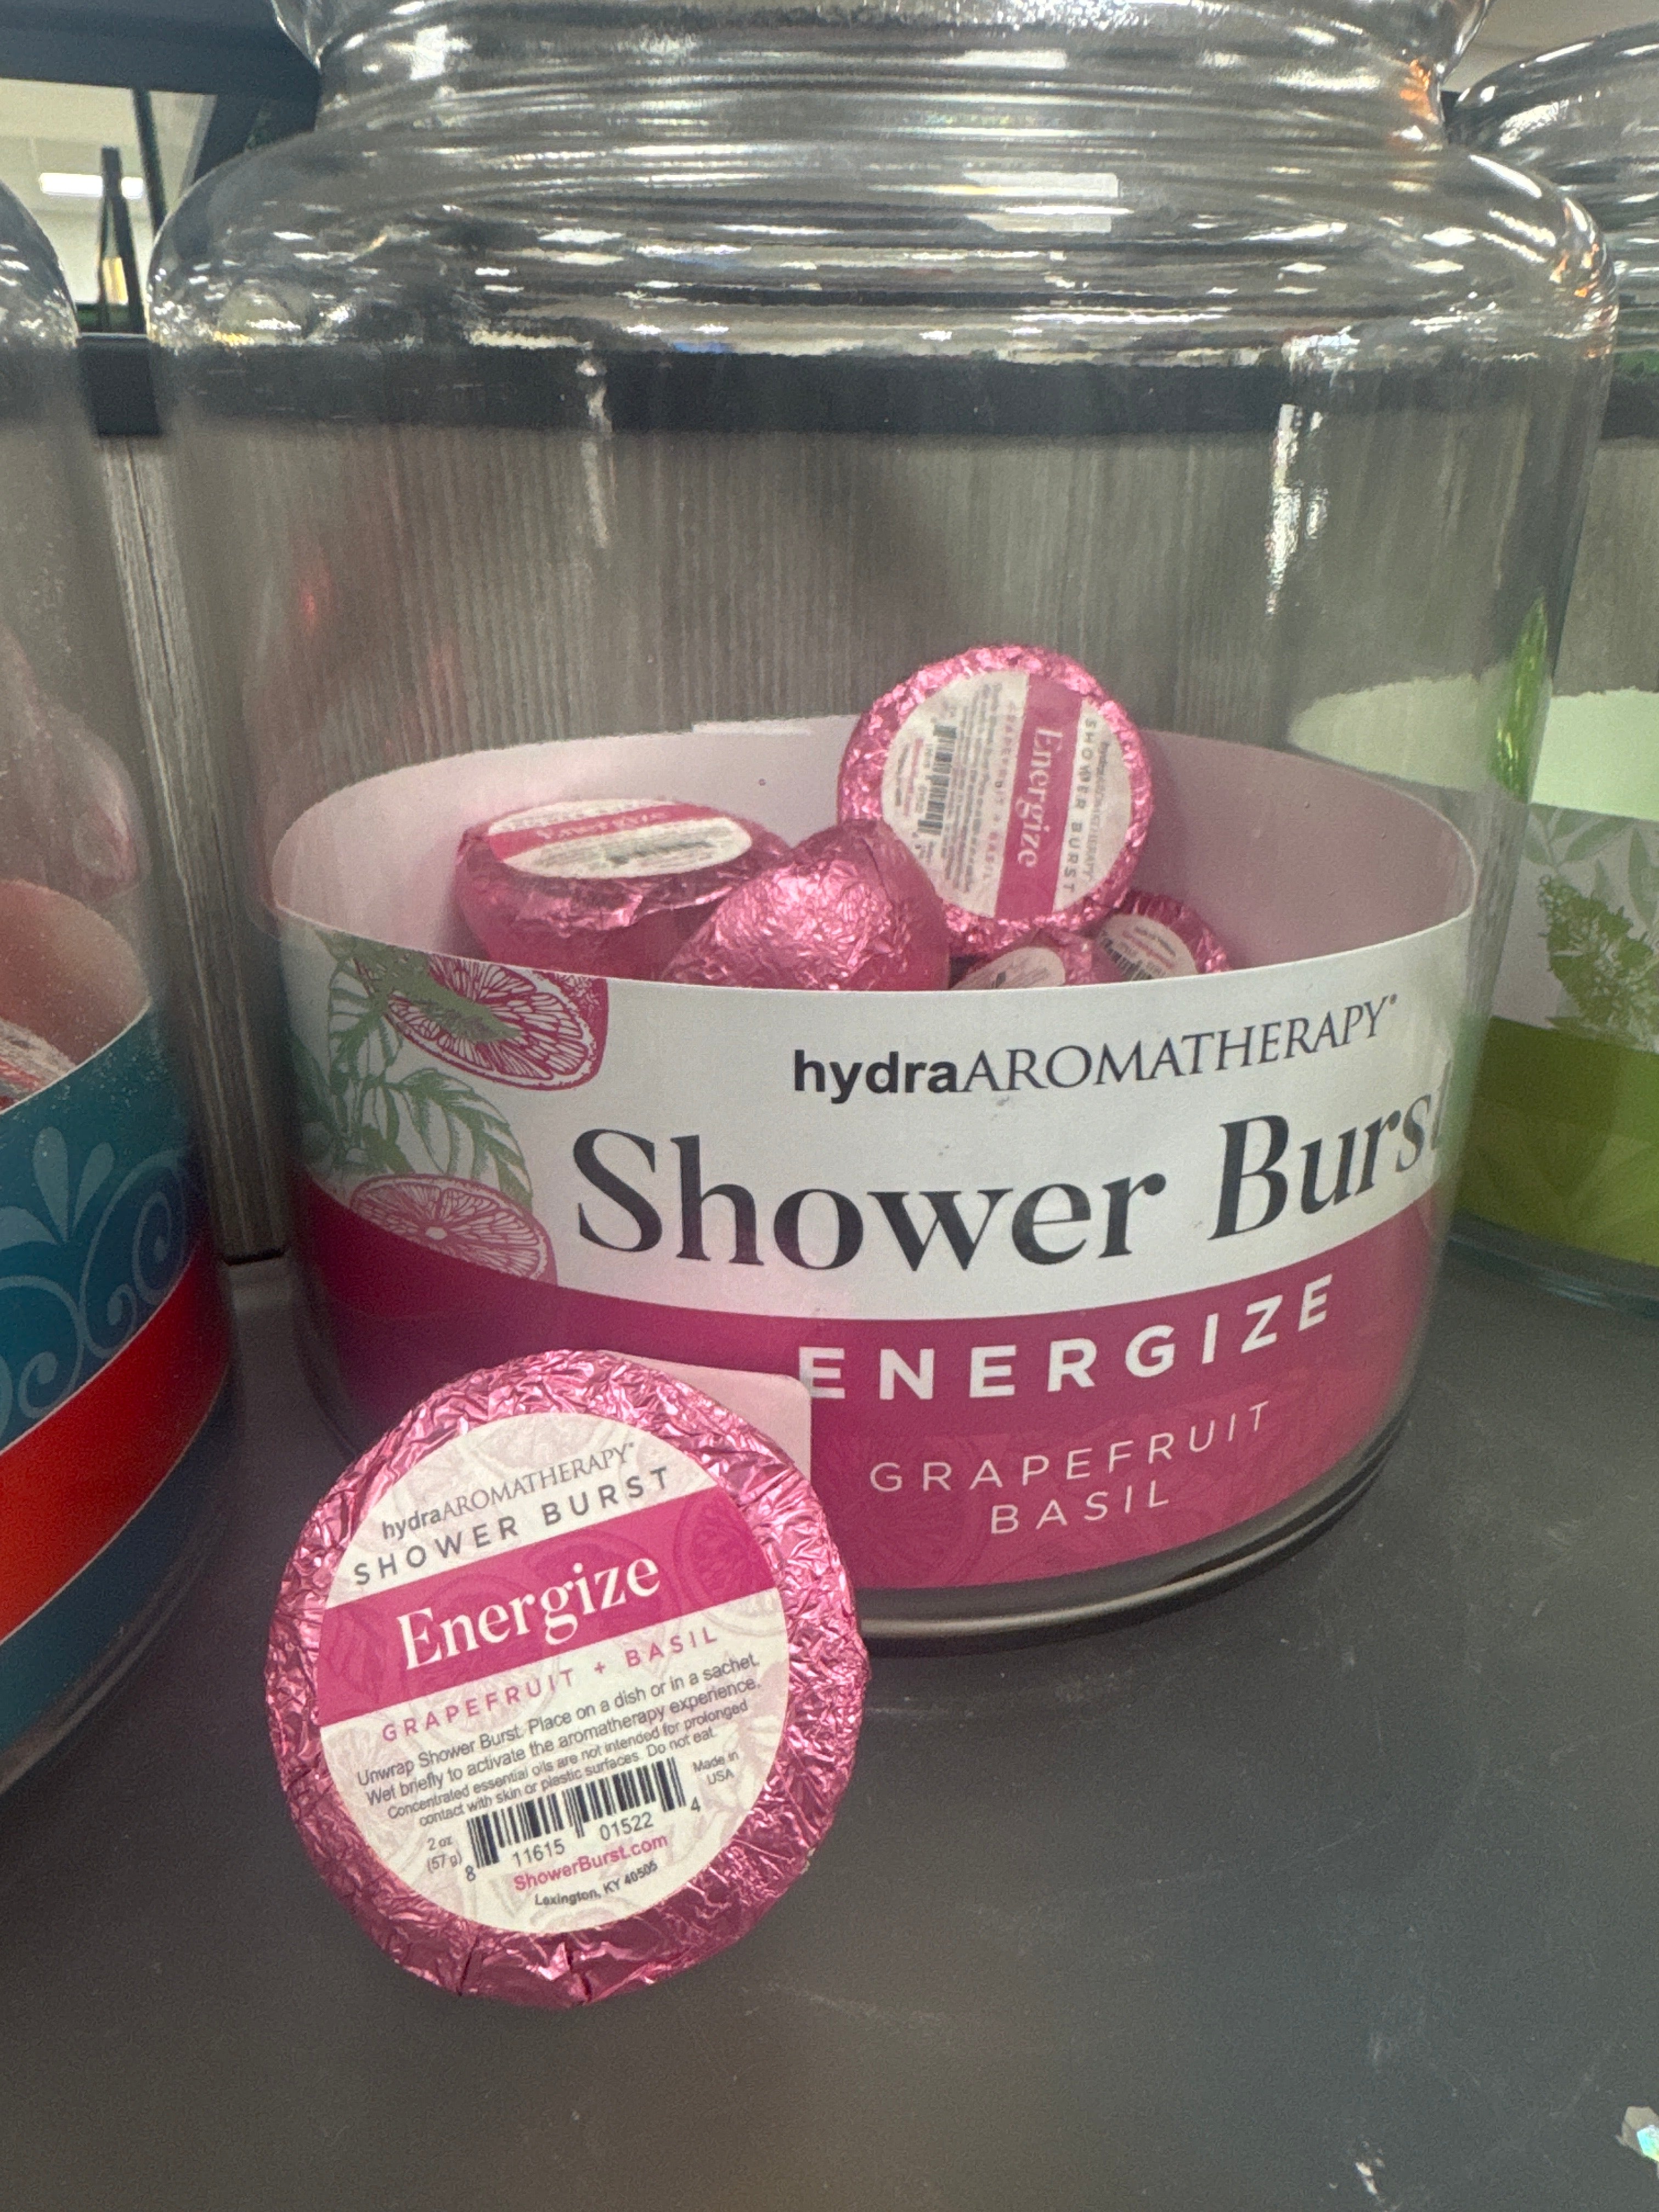 hydraAROMATHERAPY®
Shower Burst
ENERGIZE
GRAPEFRUIT
BASIL
hydraAROMATHERAPY®
SHOWER BURST
Energize
GRAPEFRUIT + BASIL
Unwrap Shower Burst. Place on a dish or in a sachet.
Wet briefly to activate the aromatherapy experience.
Concentrated essential oils are not intended for prolonged
contact with skin or plastic surfaces. Do not eat.
Made in
USA
2 oz
(57 g)
8 11615 01522 4
ShowerBurst.com
Lexington, KY 40505
hydraAROMATHERAPY
SHOWER BURST
Energize
GRAPEFRUIT + BASIL
Energize